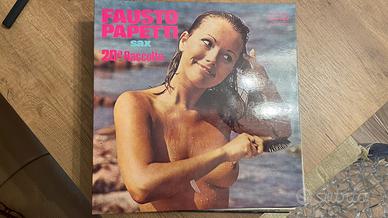 FAUSTO
PAPETTI
sax
20ª Raccolta
SUBITO